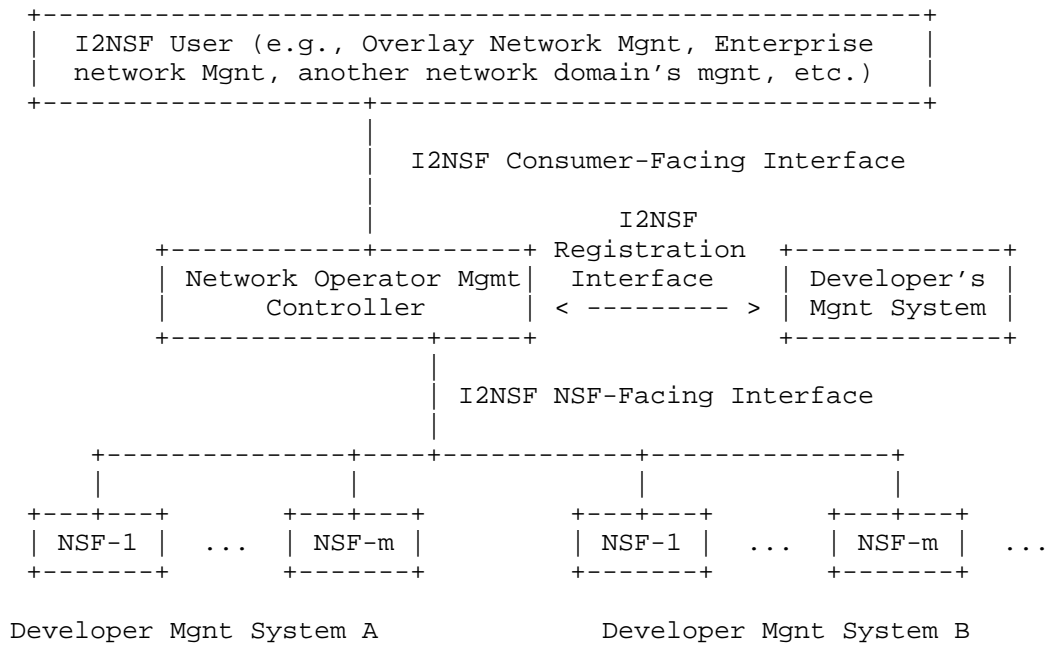 I2NSF User (e.g., Overlay Network Mgnt, Enterprise
network Mgnt, another network domain's mgnt, etc.)
I2NSF Consumer-Facing Interface
I2NSF
Registration
Interface
Network Operator Mgmt
Controller
< --------- >
Developer's
Mgnt System
I2NSF NSF-Facing Interface
NSF-1 ... NSF-m NSF-1 ... NSF-m ...
Developer Mgnt System A Developer Mgnt System B